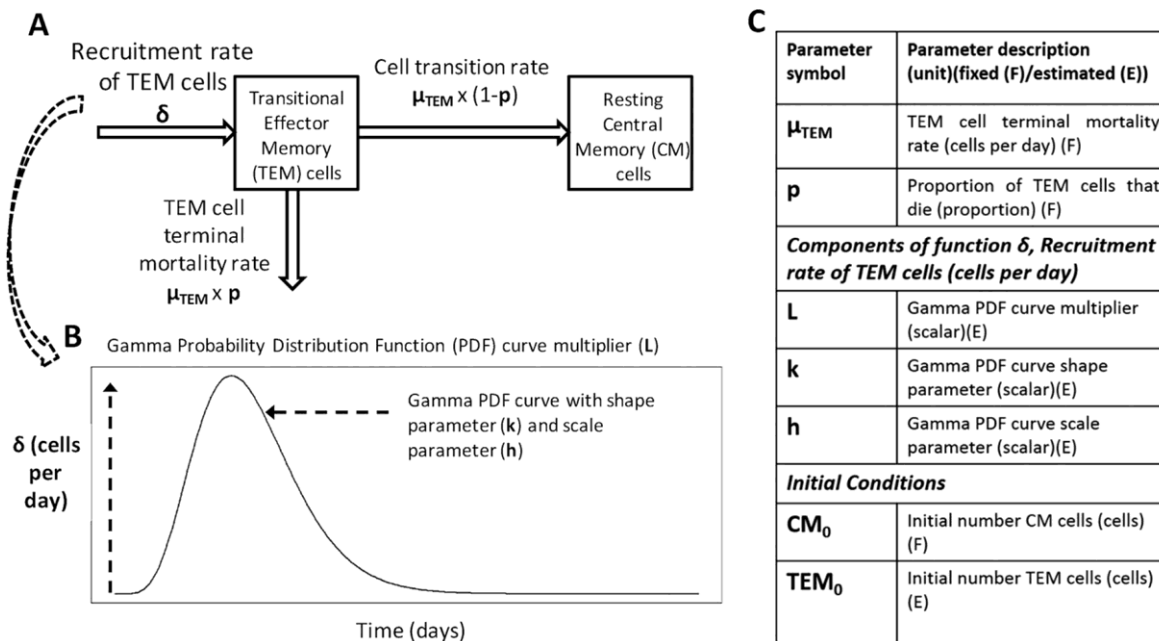 A
Recruitment rate
of TEM cells
δ
Transitional
Effector
Memory
(TEM) cells
Cell transition rate
μTEM x (1-p)
Resting
Central
Memory (CM)
cells
TEM cell
terminal
mortality rate
μTEM x p
B
Gamma Probability Distribution Function (PDF) curve multiplier (L)
δ (cells
per
day)
Gamma PDF curve with shape
parameter (k) and scale
parameter (h)
Time (days)
C
Parameter
symbol
Parameter description
(unit)(fixed (F)/estimated (E))
μTEM
TEM cell terminal mortality
rate (cells per day) (F)
p
Proportion of TEM cells that
die (proportion) (F)
Components of function δ, Recruitment
rate of TEM cells (cells per day)
L
Gamma PDF curve multiplier
(scalar)(E)
k
Gamma PDF curve shape
parameter (scalar)(E)
h
Gamma PDF curve scale
parameter (scalar)(E)
Initial Conditions
CM0
Initial number CM cells (cells)
(F)
TEM0
Initial number TEM cells (cells)
(E)